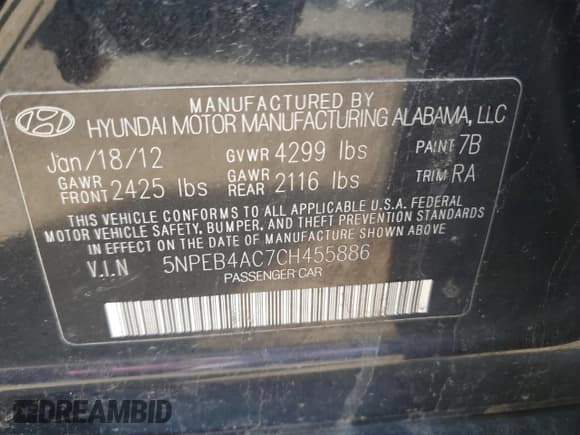 MANUFACTURED BY
HYUNDAI MOTOR MANUFACTURING ALABAMA, LLC
Jan/18/12 GVWR 4299 lbs PAINT 7B
GAWR FRONT 2425 lbs GAWR REAR 2116 lbs TRIM RA
THIS VEHICLE CONFORMS TO ALL APPLICABLE U.S.A. FEDERAL
MOTOR VEHICLE SAFETY, BUMPER, AND THEFT PREVENTION STANDARDS
IN EFFECT ON THE DATE OF MANUFACTURE SHOWN ABOVE.
V.I.N 5NPEB4AC7CH455886
PASSENGER CAR
DREAMBID